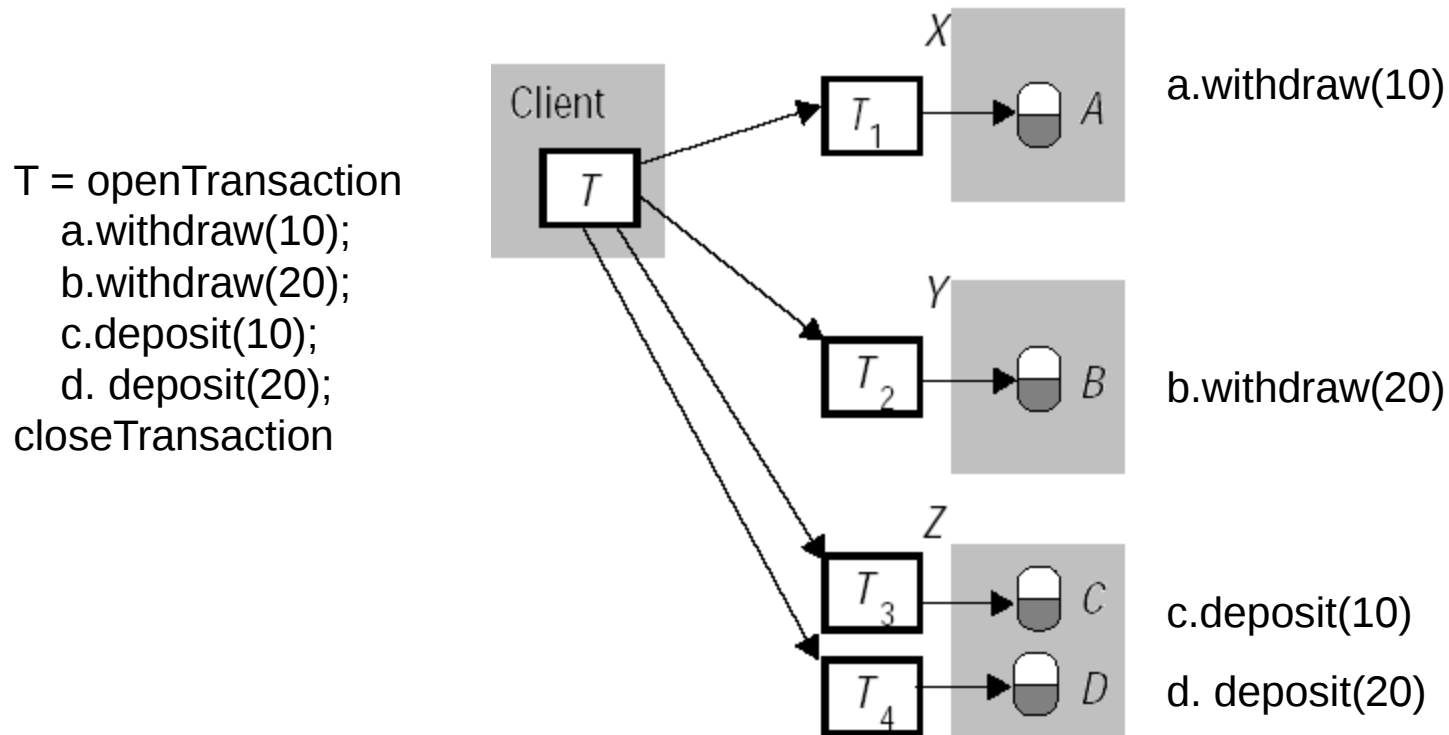 T = openTransaction
a.withdraw(10);
b.withdraw(20);
c.deposit(10);
d. deposit(20);
closeTransaction
Client
T
T1
T2
T3
T4
X
A
a.withdraw(10)
Y
B
b.withdraw(20)
Z
C
c.deposit(10)
D
d. deposit(20)